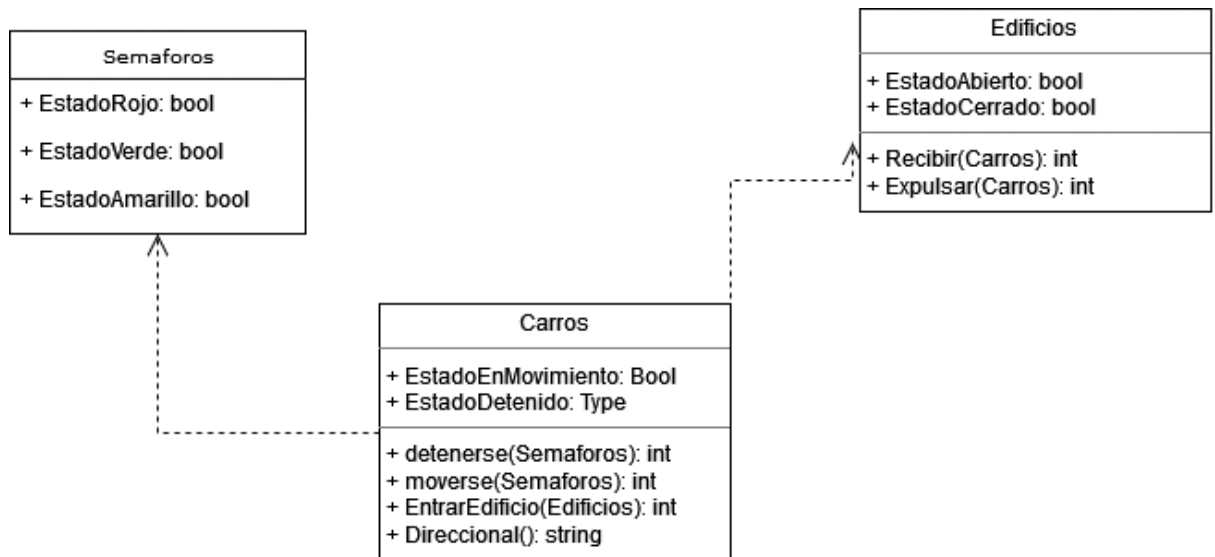 Semaforos
+ EstadoRojo: bool
+ EstadoVerde: bool
+ EstadoAmarillo: bool
Edificios
+ EstadoAbierto: bool
+ EstadoCerrado: bool
+ Recibir(Carros): int
+ Expulsar(Carros): int
Carros
+ EstadoEnMovimiento: Bool
+ EstadoDetenido: Type
+ detenerse(Semaforos): int
+ moverse(Semaforos): int
+ EntrarEdificio(Edificios): int
+ Direccional(): string